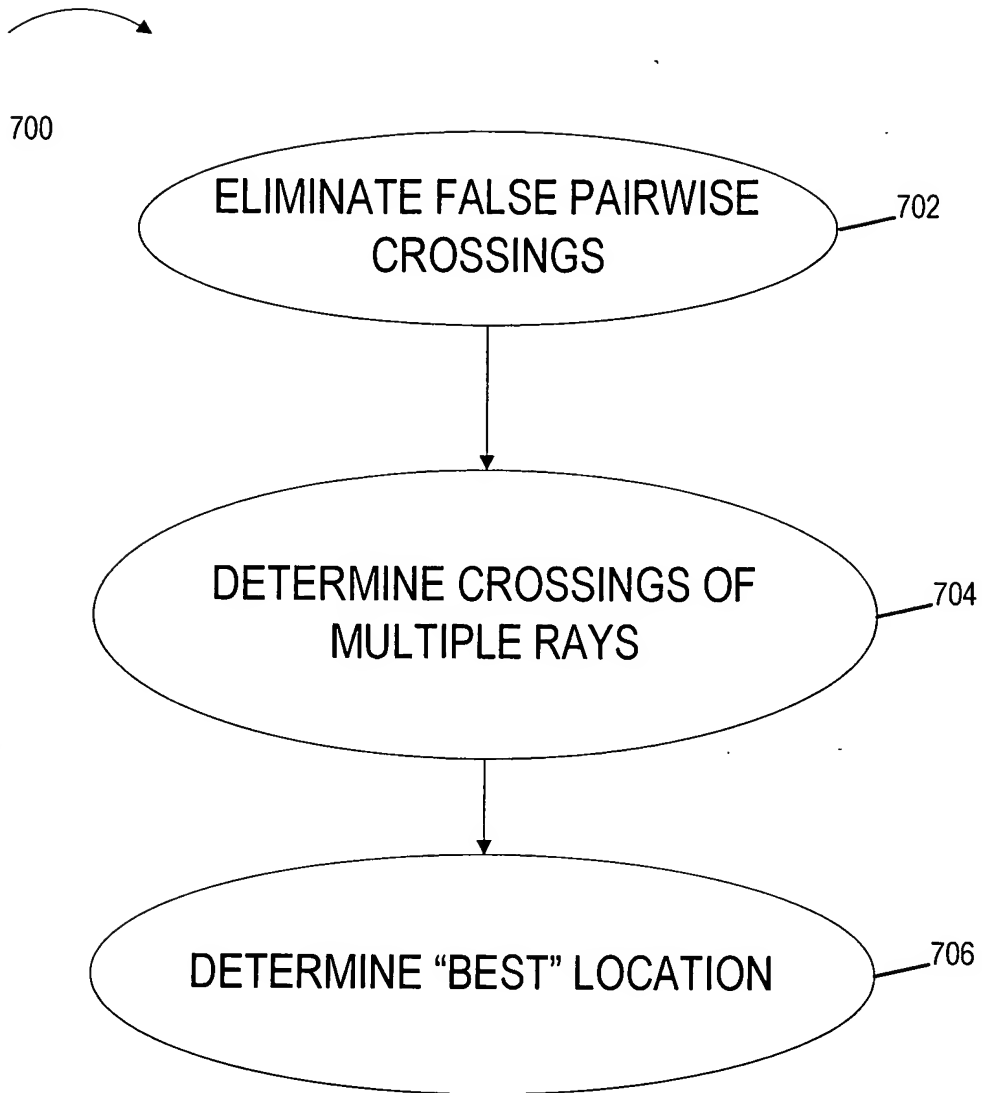 700
ELIMINATE FALSE PAIRWISE
CROSSINGS
702
DETERMINE CROSSINGS OF
MULTIPLE RAYS
704
DETERMINE “BEST” LOCATION
706